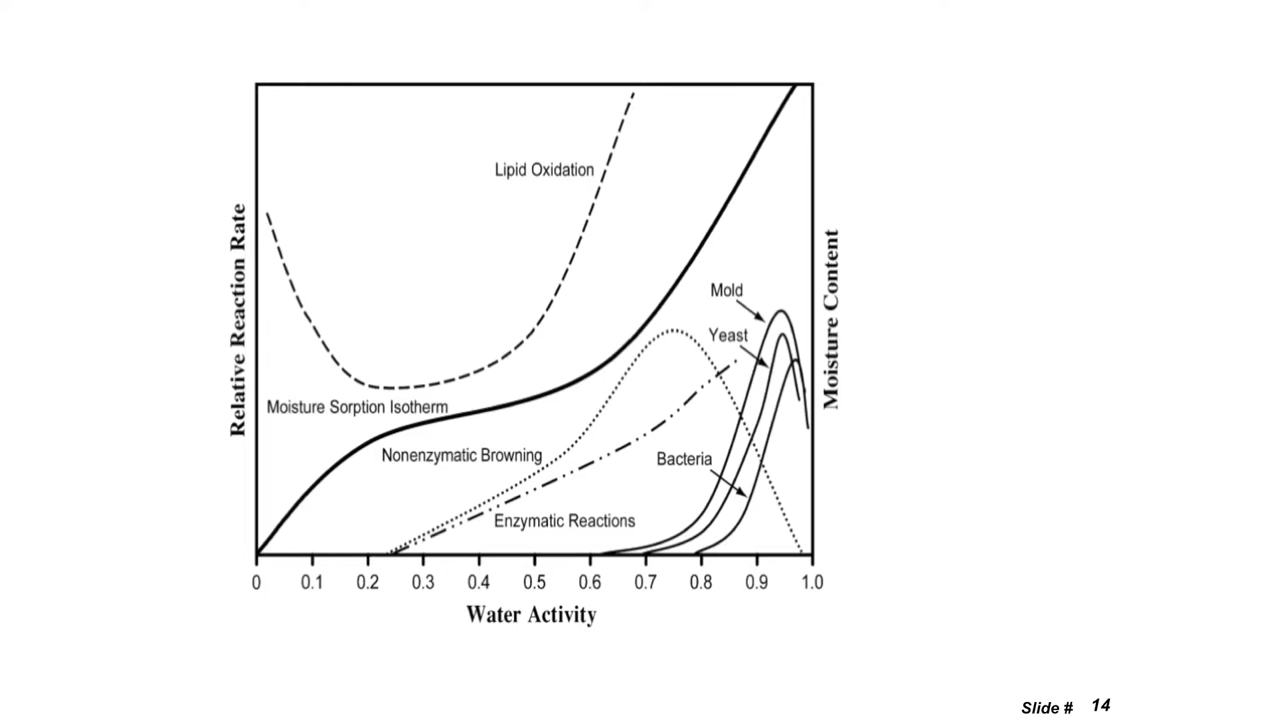 Lipid Oxidation
Relative Reaction Rate
Moisture Content
Mold
Yeast
Moisture Sorption Isotherm
Nonenzymatic Browning
Bacteria
Enzymatic Reactions
0 0.1 0.2 0.3 0.4 0.5 0.6 0.7 0.8 0.9 1.0
Water Activity
Slide # 14